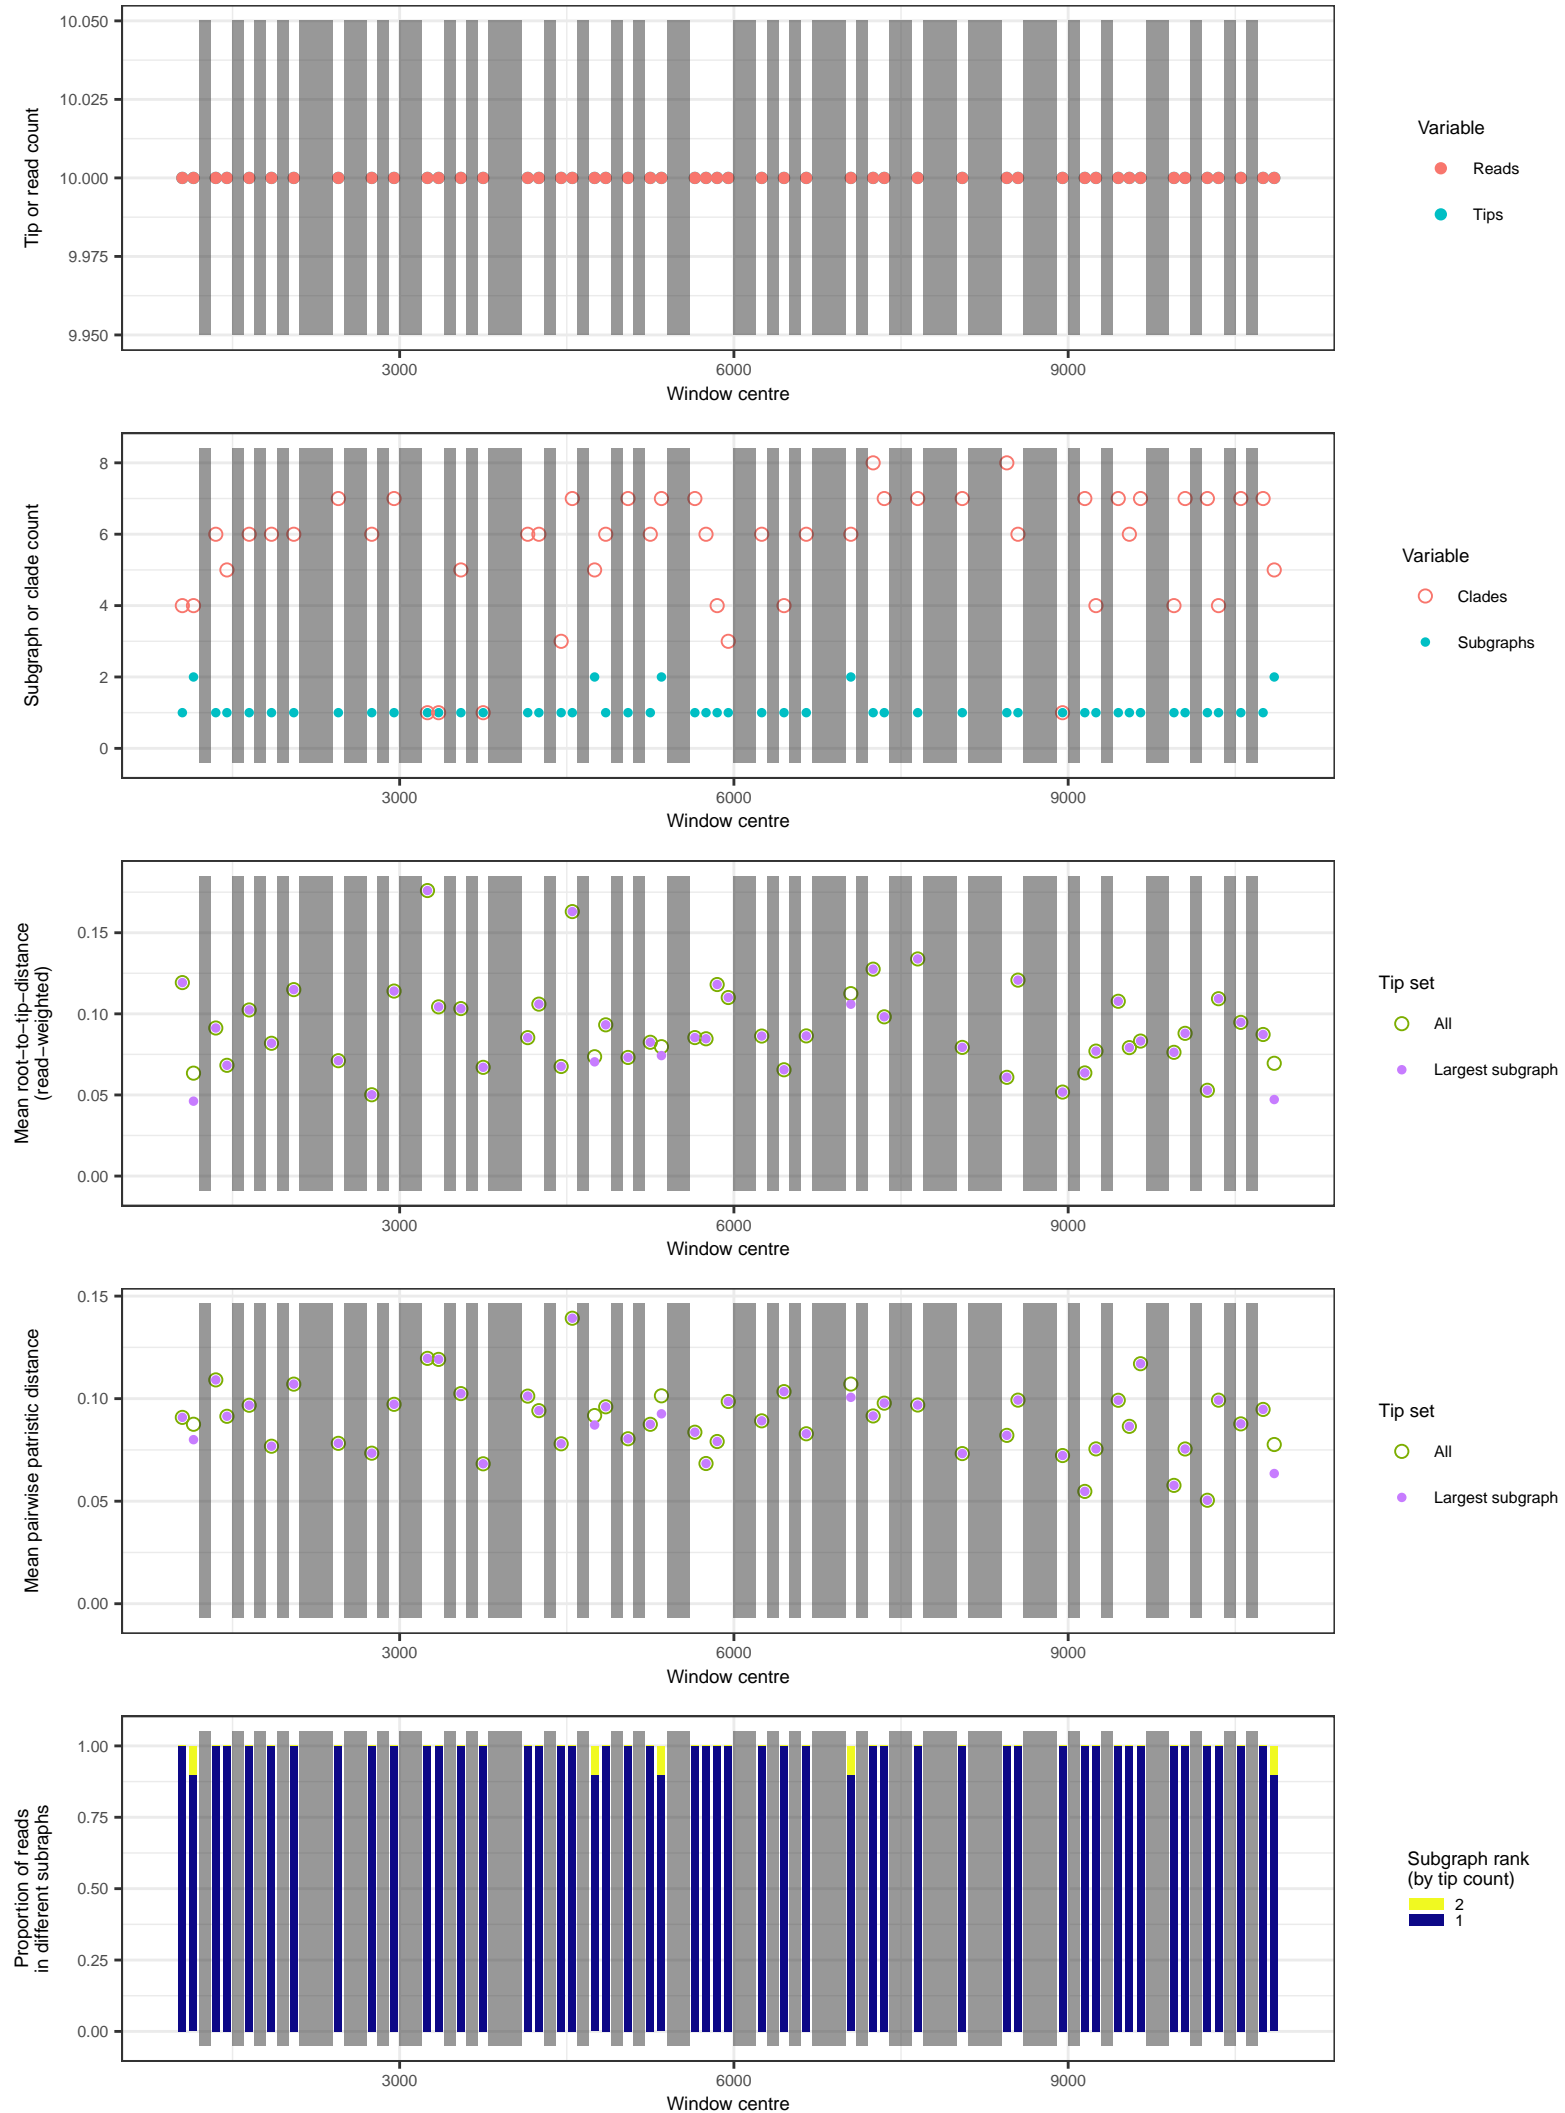 10.050
10.025
10.000
9.975
9.950
Tip or read count
3000 6000 9000
Window centre
Variable
Reads
Tips
8
6
4
2
0
Subgraph or clade count
3000 6000 9000
Window centre
Variable
Clades
Subgraphs
0.15
0.10
0.05
0.00
Mean root−to−tip−distance
(read−weighted)
3000 6000 9000
Window centre
Tip set
All
Largest subgraph
0.15
0.10
0.05
0.00
Mean pairwise patristic distance
3000 6000 9000
Window centre
Tip set
All
Largest subgraph
1.00
0.75
0.50
0.25
0.00
Proportion of reads
in different subraphs
3000 6000 9000
Window centre
Subgraph rank
(by tip count)
2
1